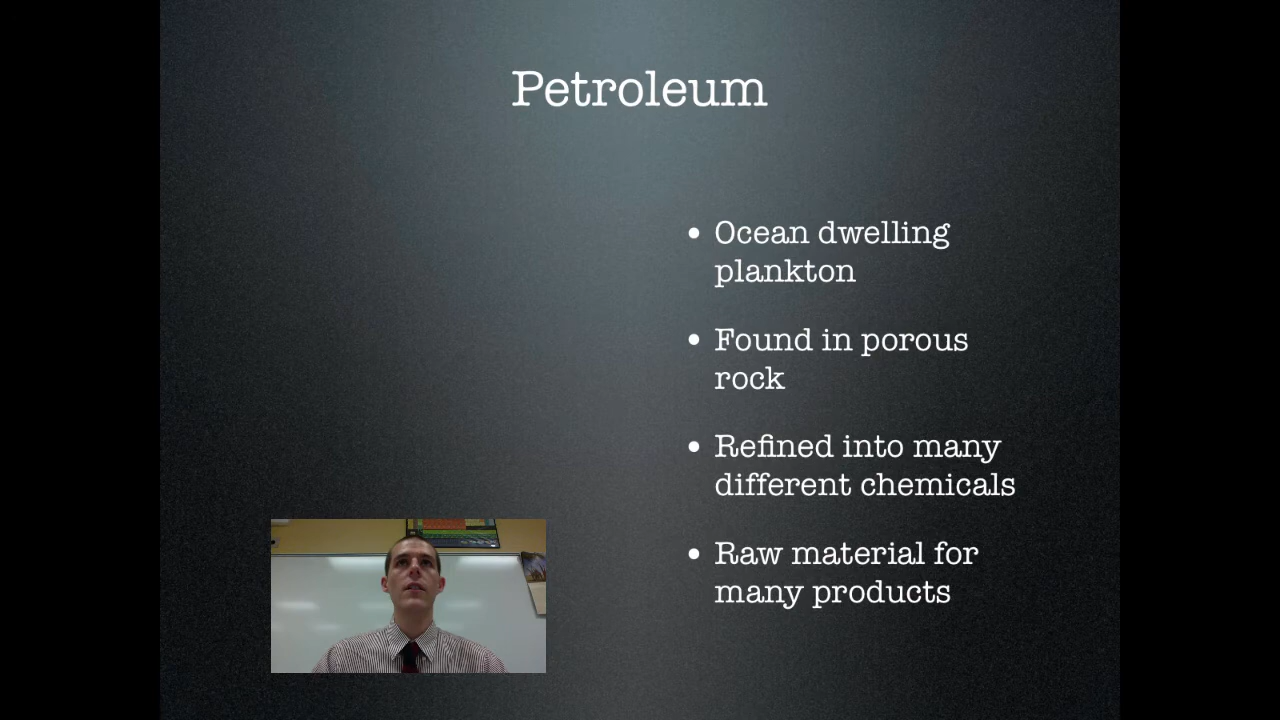 Petroleum
• Ocean dwelling
plankton
• Found in porous
rock
• Refined into many
different chemicals
• Raw material for
many products